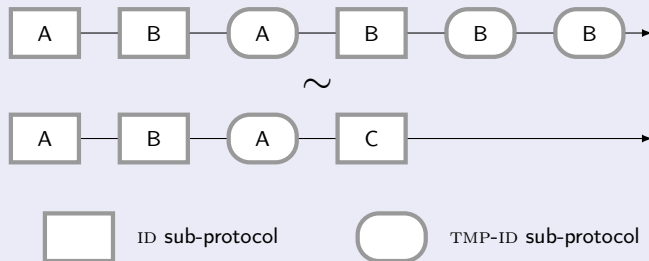 A B A B B B
∼
A B A C
ID sub-protocol TMP-ID sub-protocol